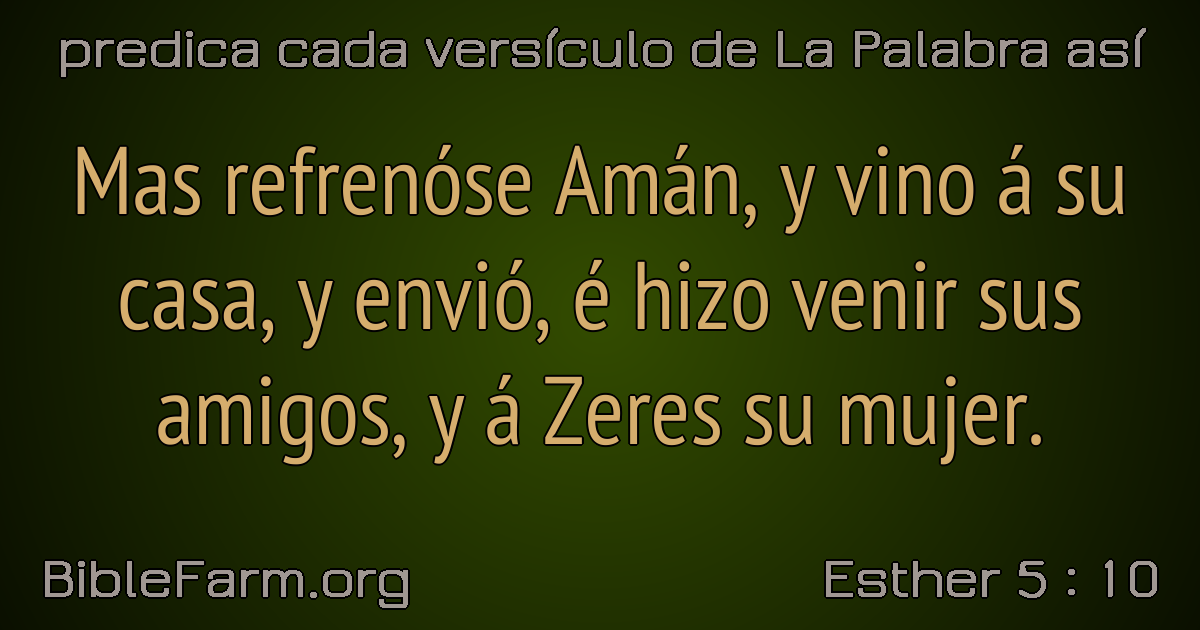 predica cada versículo de La Palabra así
Mas refrenóse Amán, y vino á su
casa, y envió, é hizo venir sus
amigos, y á Zeres su mujer.
BibleFarm.org
Esther 5 : 10